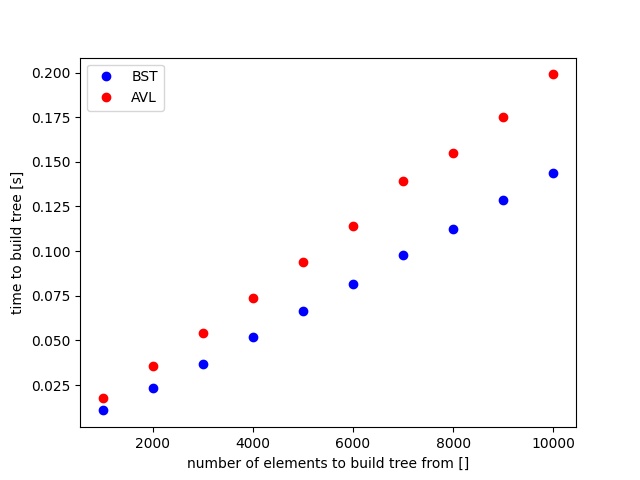 BST
AVL
0.200
0.175
0.150
0.125
0.100
0.075
0.050
0.025
time to build tree [s]
2000 4000 6000 8000 10000
number of elements to build tree from []